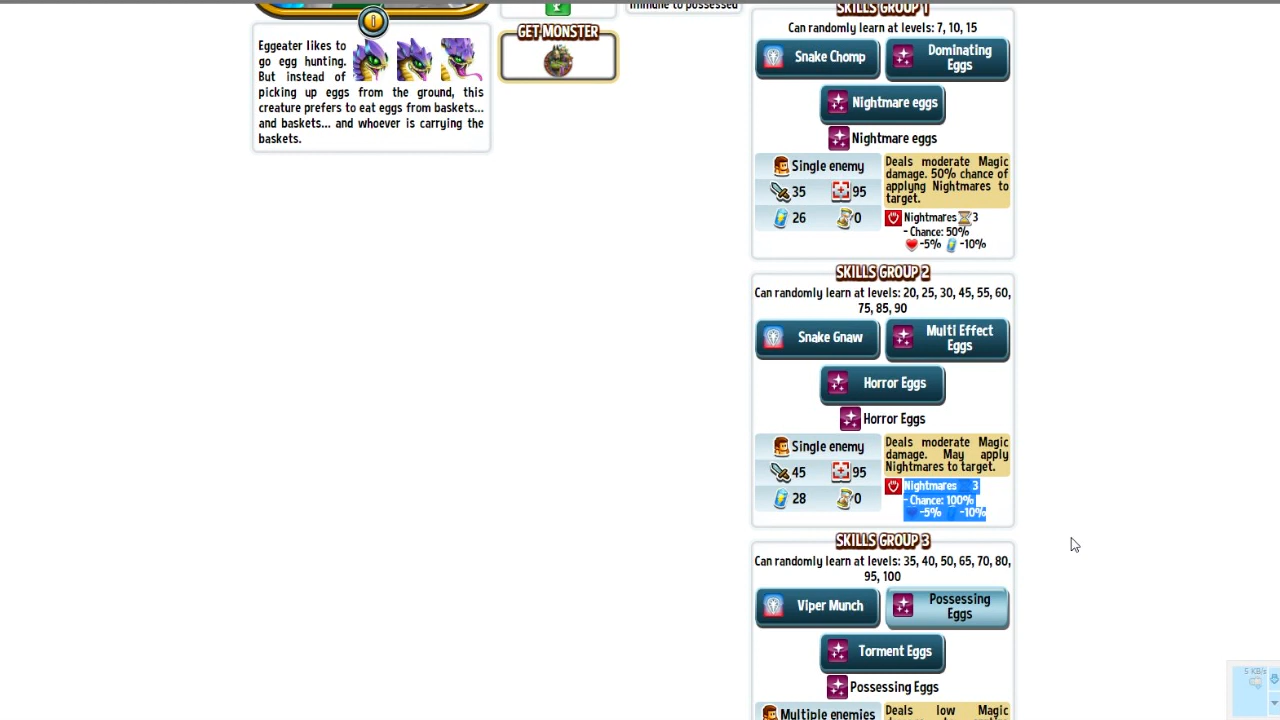 Immune to possessed
Eggeater likes to
go egg hunting.
But instead of
picking up eggs from the ground, this
creature prefers to eat eggs from baskets...
and baskets... and whoever is carrying the
baskets.
GET MONSTER
SKILLS GROUP 1
Can randomly learn at levels: 7, 10, 15
Snake Chomp
Dominating
Eggs
Nightmare eggs
Nightmare eggs
Single enemy
35
95
26
0
Deals moderate Magic
damage. 50% chance of
applyng Nightmares to
target.
Nightmares 3
- Chance: 50%
-5% -10%
SKILLS GROUP 2
Can randomly learn at levels: 20, 25, 30, 45, 55, 60,
75, 85, 90
Snake Gnaw
Multi Effect
Eggs
Horror Eggs
Horror Eggs
Single enemy
45
95
28
0
Deals moderate Magic
damage. May apply
Nightmares to target.
Nightmares 3
- Chance: 100%
-5% -10%
SKILLS GROUP 3
Can randomly learn at levels: 35, 40, 50, 65, 70, 80,
95, 100
Viper Munch
Possessing
Eggs
Torment Eggs
Possessing Eggs
Multiple enemies
Deals low Magic
5 KB/s